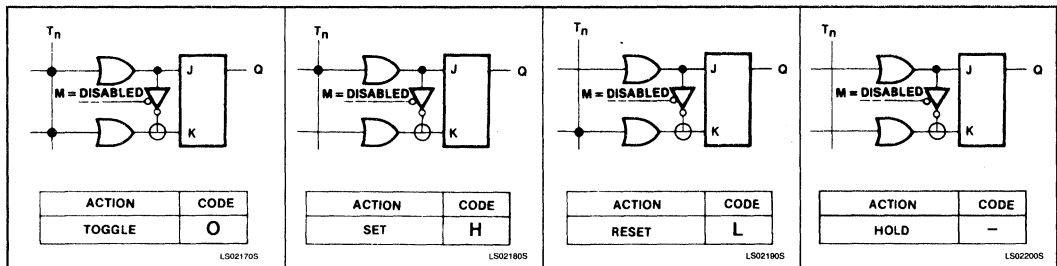 Tn
J
Q
M = DISABLED
K
ACTION CODE
TOGGLE O
LS02170S
Tn
J
Q
M = DISABLED
K
ACTION CODE
SET H
LS02180S
Tn
J
Q
M = DISABLED
K
ACTION CODE
RESET L
LS02190S
Tn
J
Q
M = DISABLED
K
ACTION CODE
HOLD –
LS02200S